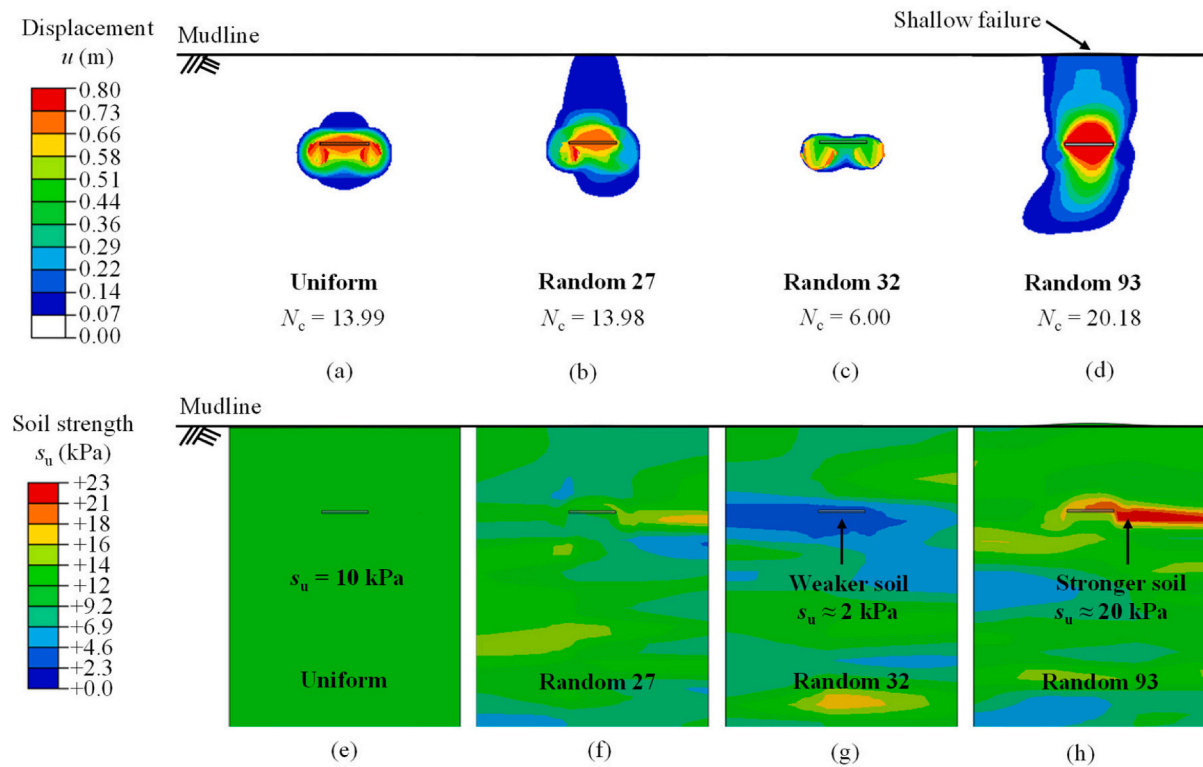 Displacement
u (m)
0.80
0.73
0.66
0.58
0.51
0.44
0.36
0.29
0.22
0.14
0.07
0.00
Mudline
Shallow failure
Uniform
Random 27
Random 32
Random 93
Nc = 13.99
Nc = 13.98
Nc = 6.00
Nc = 20.18
(a)
(b)
(c)
(d)
Soil strength
su (kPa)
+23
+21
+18
+16
+14
+12
+9.2
+6.9
+4.6
+2.3
+0.0
Mudline
su = 10 kPa
Uniform
Random 27
Weaker soil
su ≈ 2 kPa
Random 32
Stronger soil
su ≈ 20 kPa
Random 93
(e)
(f)
(g)
(h)